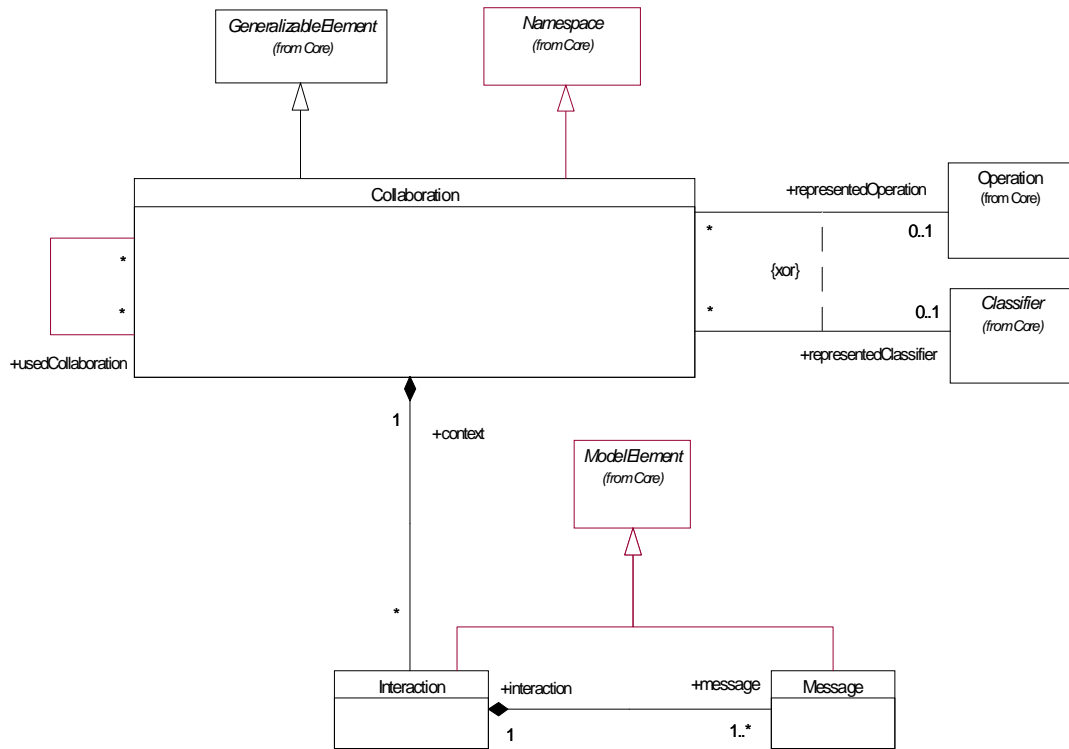 GeneralizableElement
(from Core)
Namespace
(from Core)
Collaboration
+representedOperation
Operation
(from Core)
*
0..1
*
{xor}
*
*
0..1
Classifier
(from Core)
+usedCollaboration
+representedClassifier
1
+context
ModelElement
(from Core)
*
Interaction
+interaction
+message
Message
1
1..*